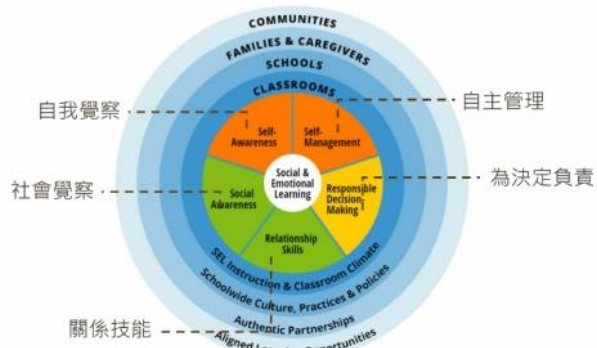 COMMUNITIES
FAMILIES & CAREGIVERS
SCHOOLS
CLASSROOMS
自我覺察
自主管理
Self-
Awareness
Self-
Management
Social &
Emotional
Learning
社會覺察
為決定負責
Social
Awareness
Responsible
Decision-
Making
Relationship
Skills
SEL Instruction & Classroom Climate
Schoolwide Culture, Practices & Policies
關係技能
Authentic Partnerships
Aligned Learning Opportunities